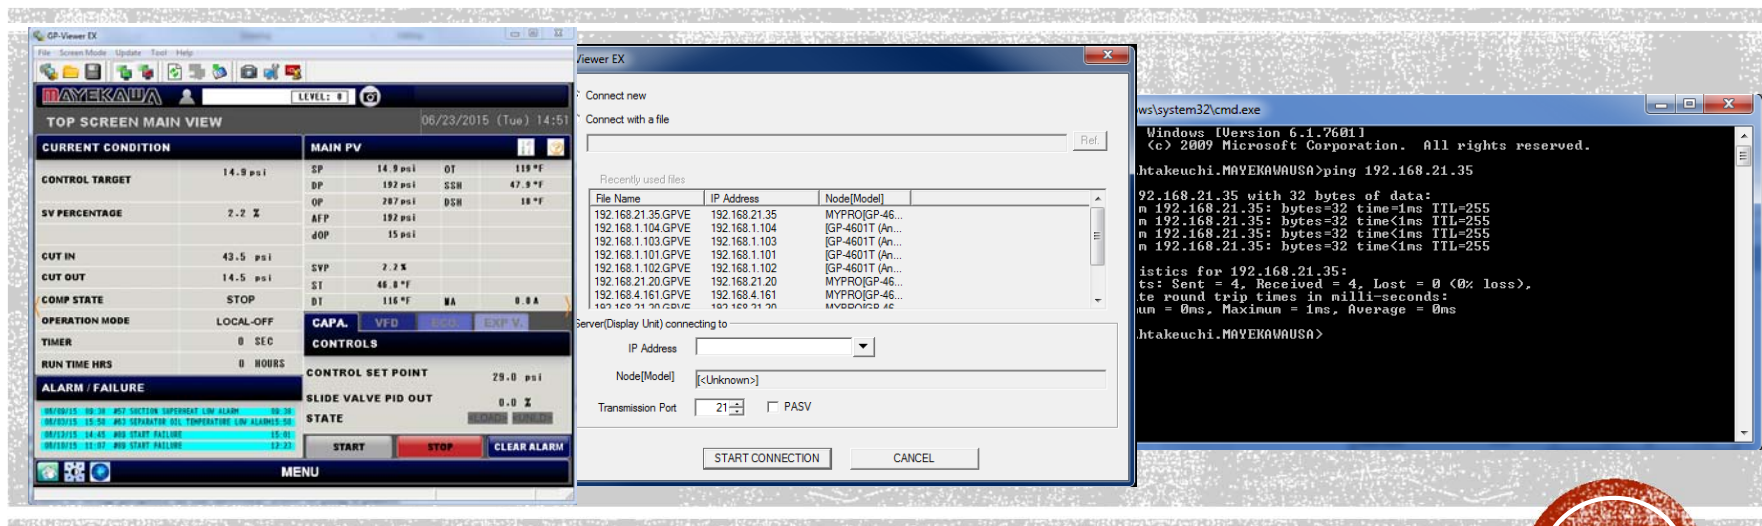 GP-Viewer EX
File Screen Mode Update Tool Help
MAYEKAWA LEVEL: 0
TOP SCREEN MAIN VIEW 06/23/2015 (Tue) 14:51
CURRENT CONDITION
CONTROL TARGET 14.9 psi
SV PERCENTAGE 2.2 %
CUT IN 43.5 psi
CUT OUT 14.5 psi
COMP STATE STOP
OPERATION MODE LOCAL-OFF
TIMER 0 SEC
RUN TIME HRS 0 HOURS
ALARM / FAILURE
MAIN PV
SP 14.9 psi OT 119 °F
DP 192 psi SSH 47.9 °F
OP 207 psi DSH 18 °F
AFP 192 psi
dOP 15 psi
SVP 2.2 %
ST 46.0 °F
DT 116 °F MA 0.0 A
CAPA. VFD ECO. EXP V.
CONTROLS
CONTROL SET POINT 29.0 psi
SLIDE VALVE PID OUT 0.0 %
STATE
START STOP CLEAR ALARM
MENU
Viewer EX
Connect new
Connect with a file
Ref.
Recently used files
File Name IP Address Node[Model]
192.168.21.35.GPVE 192.168.21.35 MYPRO[GP-46...
192.168.1.104.GPVE 192.168.1.104 [GP-4601T (An...
192.168.1.103.GPVE 192.168.1.103 [GP-4601T (An...
192.168.1.101.GPVE 192.168.1.101 [GP-4601T (An...
192.168.1.102.GPVE 192.168.1.102 [GP-4601T (An...
192.168.21.20.GPVE 192.168.21.20 MYPRO[GP-46...
192.168.4.161.GPVE 192.168.4.161 MYPRO[GP-46...
192.168.21.20.GPVE 192.168.21.20 MYPRO[GP-46
Server(Display Unit) connecting to
IP Address
Node[Model] [<Unknown>]
Transmission Port 21 PASV
START CONNECTION CANCEL
ows\system32\cmd.exe
Windows [Version 6.1.7601]
(c) 2009 Microsoft Corporation. All rights reserved.
.htakeuchi.MAYEKAWAUSA>ping 192.168.21.35
92.168.21.35 with 32 bytes of data:
m 192.168.21.35: bytes=32 time=1ms TTL=255
m 192.168.21.35: bytes=32 time<1ms TTL=255
m 192.168.21.35: bytes=32 time<1ms TTL=255
m 192.168.21.35: bytes=32 time<1ms TTL=255
istics for 192.168.21.35:
ts: Sent = 4, Received = 4, Lost = 0 (0% loss),
te round trip times in milli-seconds:
um = 0ms, Maximum = 1ms, Average = 0ms
.htakeuchi.MAYEKAWAUSA>